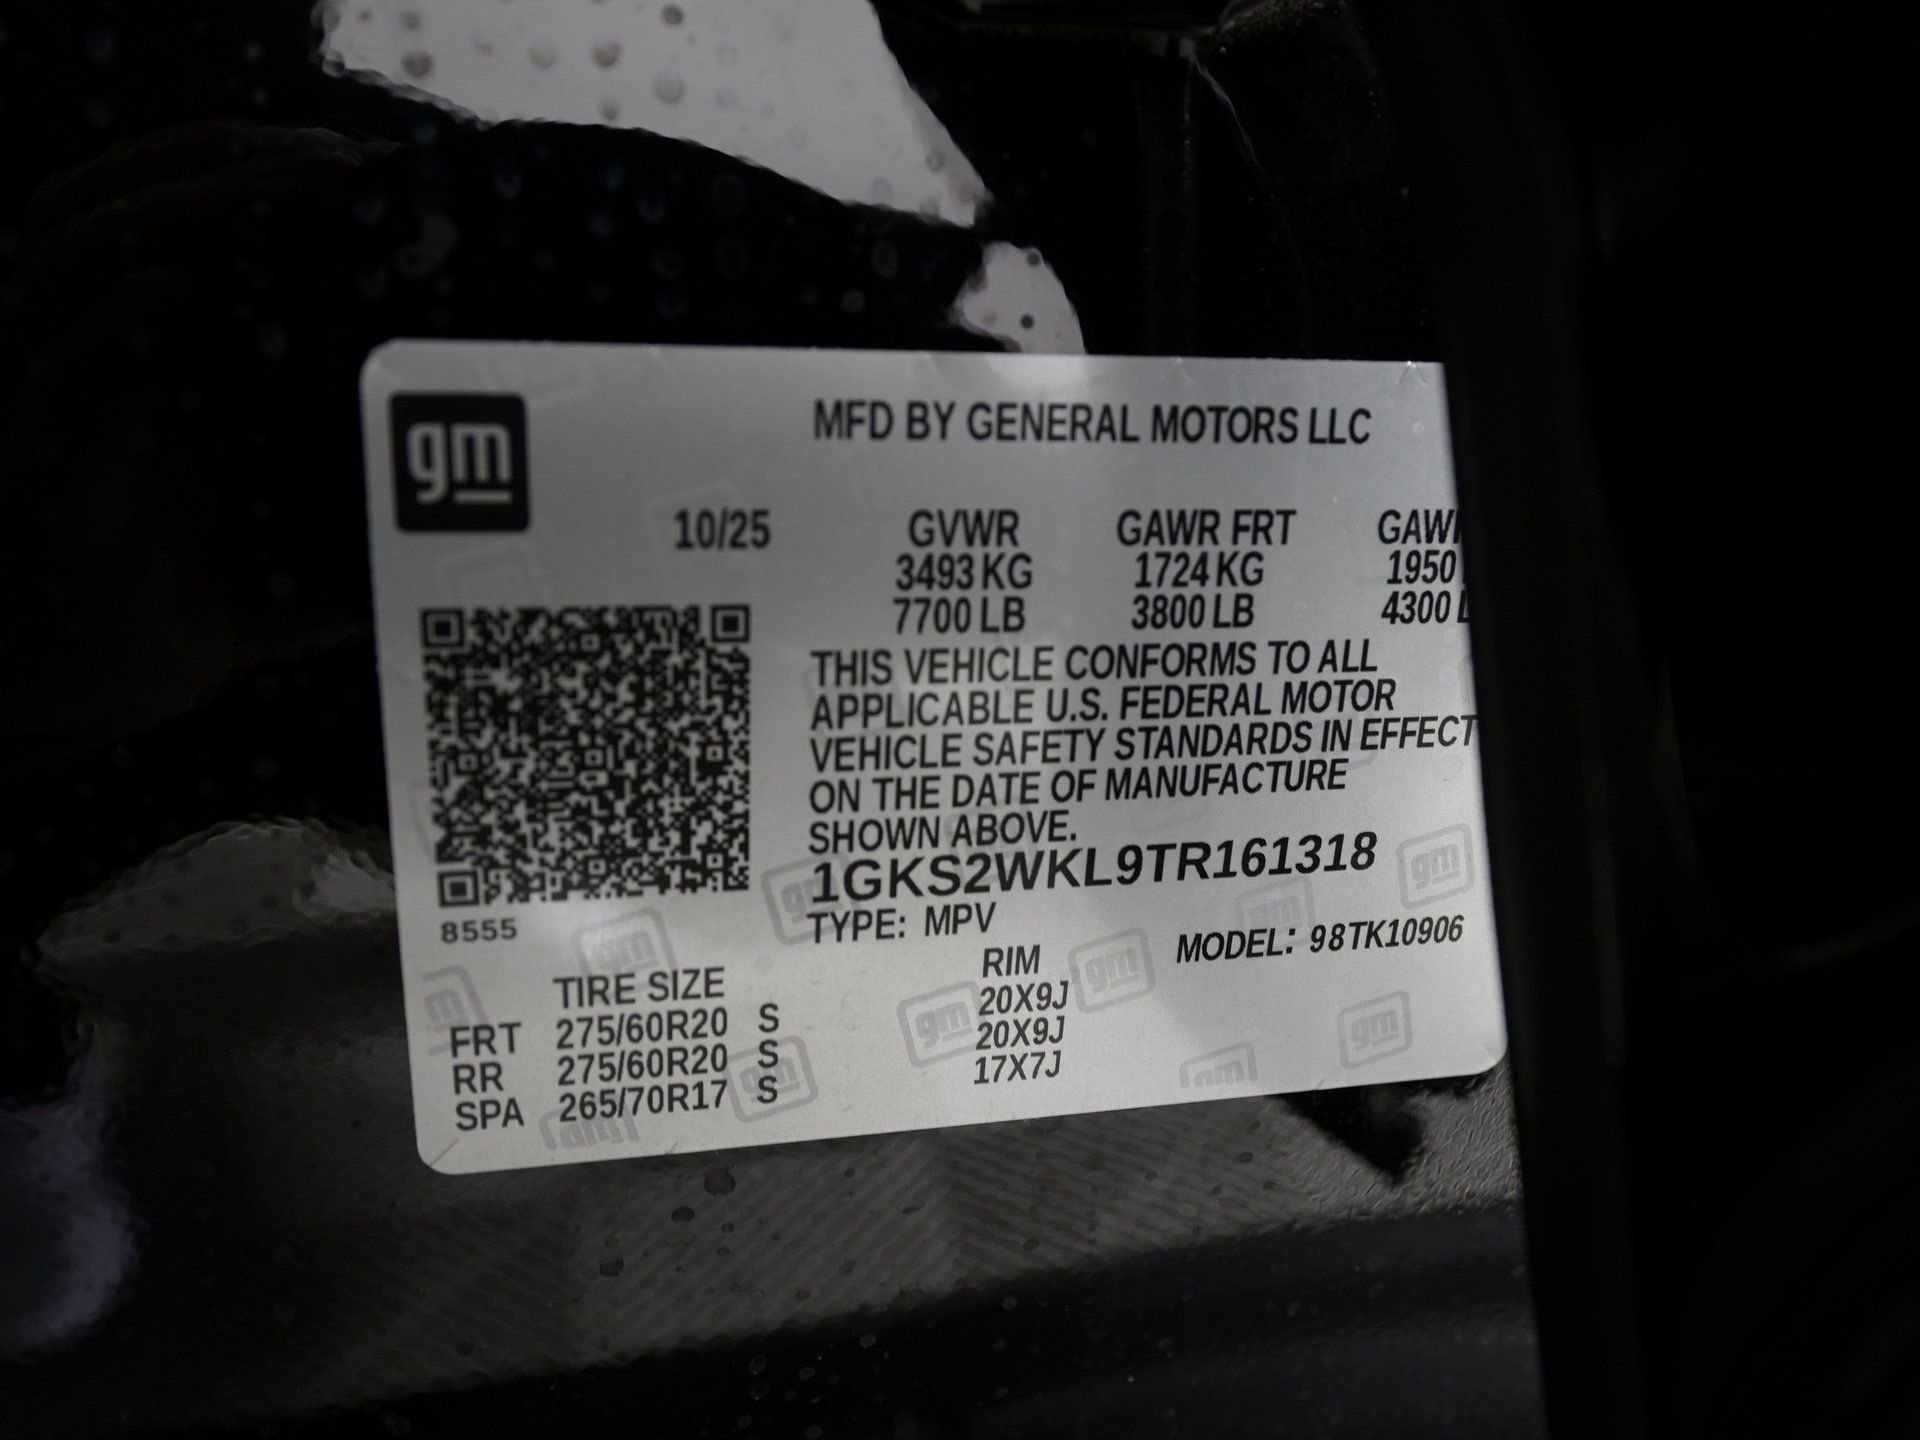 gm
MFD BY GENERAL MOTORS LLC
10/25 GVWR GAWR FRT
3493 KG 1724 KG 1950
7700 LB 3800 LB 4300
THIS VEHICLE CONFORMS TO ALL
APPLICABLE U.S. FEDERAL MOTOR
VEHICLE SAFETY STANDARDS IN EFFECT
ON THE DATE OF MANUFACTURE
SHOWN ABOVE.
1GKS2WKL9TR161318
TYPE: MPV
MODEL: 98TK10906
8555
TIRE SIZE RIM
FRT 275/60R20 S 20X9J
RR 275/60R20 S 20X9J
SPA 265/70R17 S 17X7J